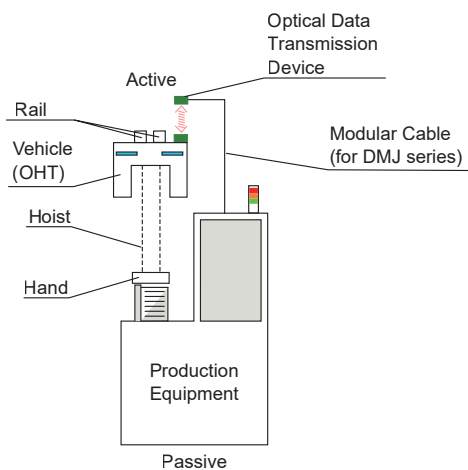 Optical Data
Transmission
Device
Active
Rail
Vehicle
(OHT)
Modular Cable
(for DMJ series)
Hoist
Hand
Production
Equipment
Passive